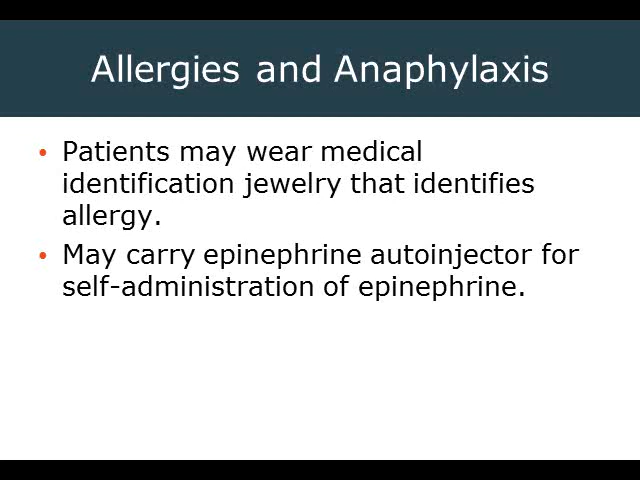 Allergies and Anaphylaxis
• Patients may wear medical
identification jewelry that identifies
allergy.
• May carry epinephrine autoinjector for
self-administration of epinephrine.